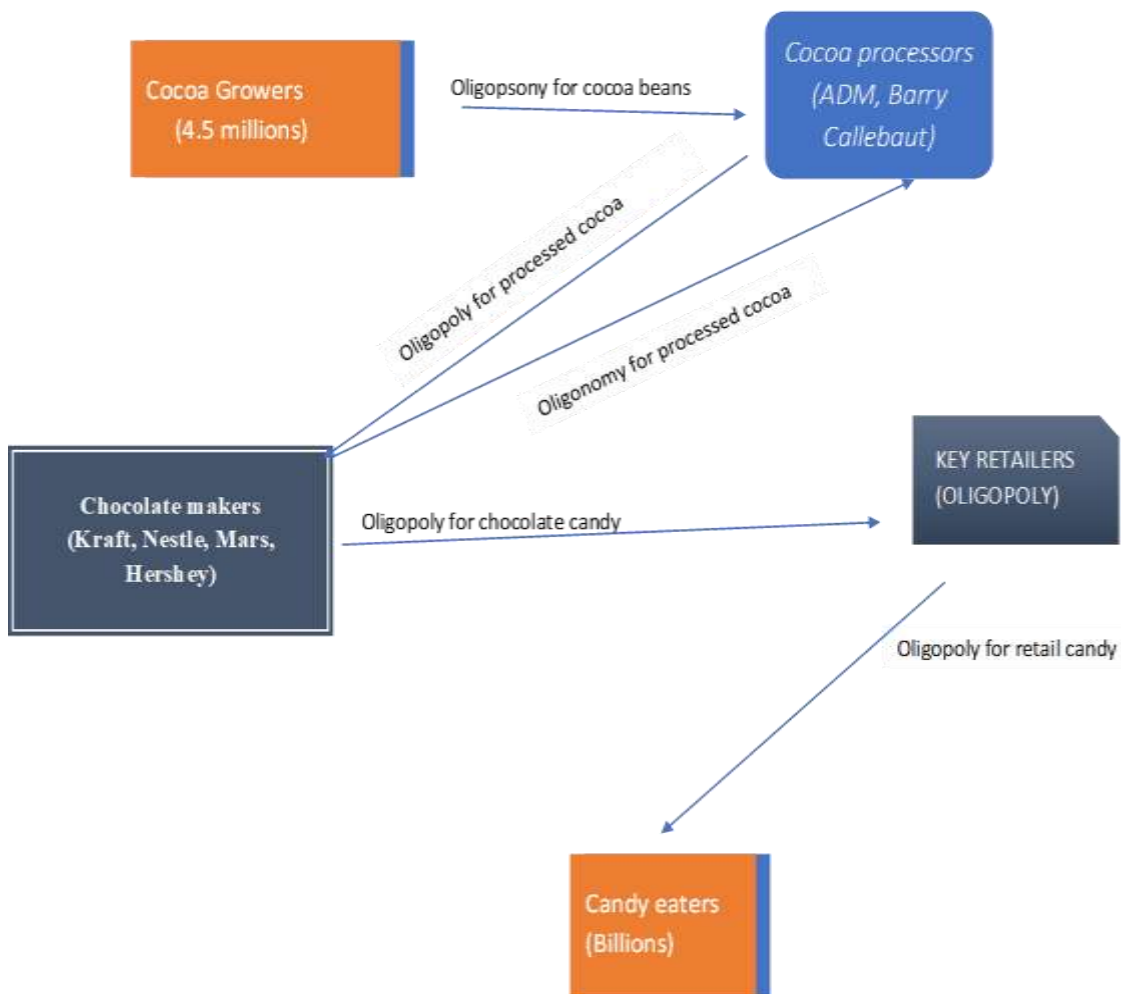 Cocoa Growers
(4.5 millions)
Oligopsony for cocoa beans
Cocoa processors
(ADM, Barry
Callebaut)
Oligopoly for processed cocoa
Oligonomy for processed cocoa
Chocolate makers
(Kraft, Nestle, Mars,
Hershey)
Oligopoly for chocolate candy
KEY RETAILERS
(OLIGOPOLY)
Oligopoly for retail candy
Candy eaters
(Billions)